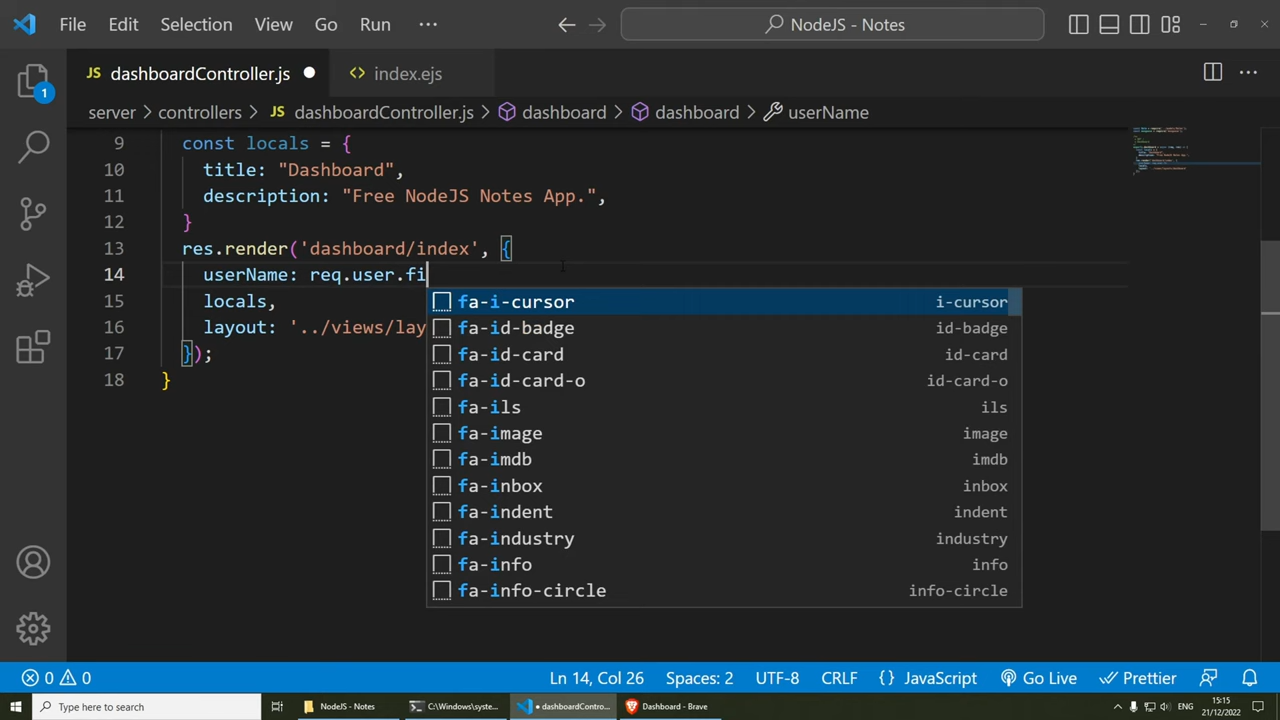 File Edit Selection View Go Run ··· NodeJS - Notes
JS dashboardController.js <> index.ejs
server > controllers > JS dashboardController.js > dashboard > dashboard > userName
1
9 const locals = {
10 title: "Dashboard",
11 description: "Free NodeJS Notes App.",
12 }
13 res.render('dashboard/index', {
14 userName: req.user.fi
15 locals,
16 layout: '../views/lay
17 });
18 }
fa-i-cursor i-cursor
fa-id-badge id-badge
fa-id-card id-card
fa-id-card-o id-card-o
fa-ils ils
fa-image image
fa-imdb imdb
fa-inbox inbox
fa-indent indent
fa-industry industry
fa-info info
fa-info-circle info-circle
0 0 Ln 14, Col 26 Spaces: 2 UTF-8 CRLF {} JavaScript Go Live Prettier
Type here to search NodeJS - Notes C:\Windows\syste... • dashboardContro... Dashboard - Brave ENG 15:15
21/12/2022